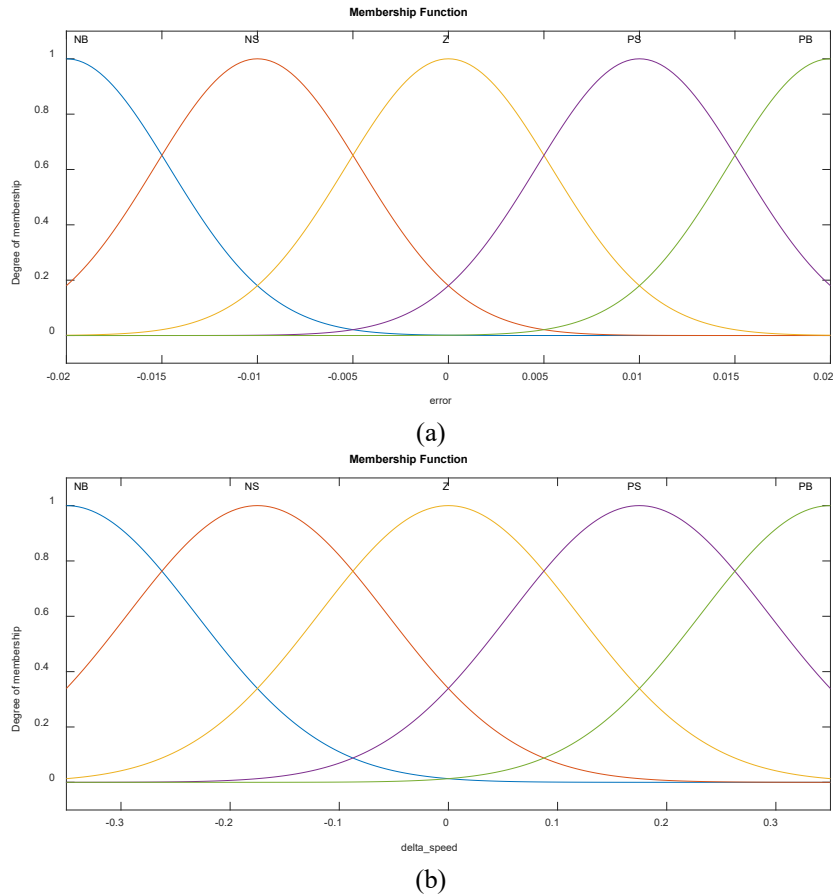 Membership Function
NB NS Z PS PB
1
0.8
0.6
0.4
0.2
0
Degree of membership
-0.02 -0.015 -0.01 -0.005 0 0.005 0.01 0.015 0.02
error
(a)
Membership Function
NB NS Z PS PB
1
0.8
0.6
0.4
0.2
0
Degree of membership
-0.3 -0.2 -0.1 0 0.1 0.2 0.3
delta_speed
(b)